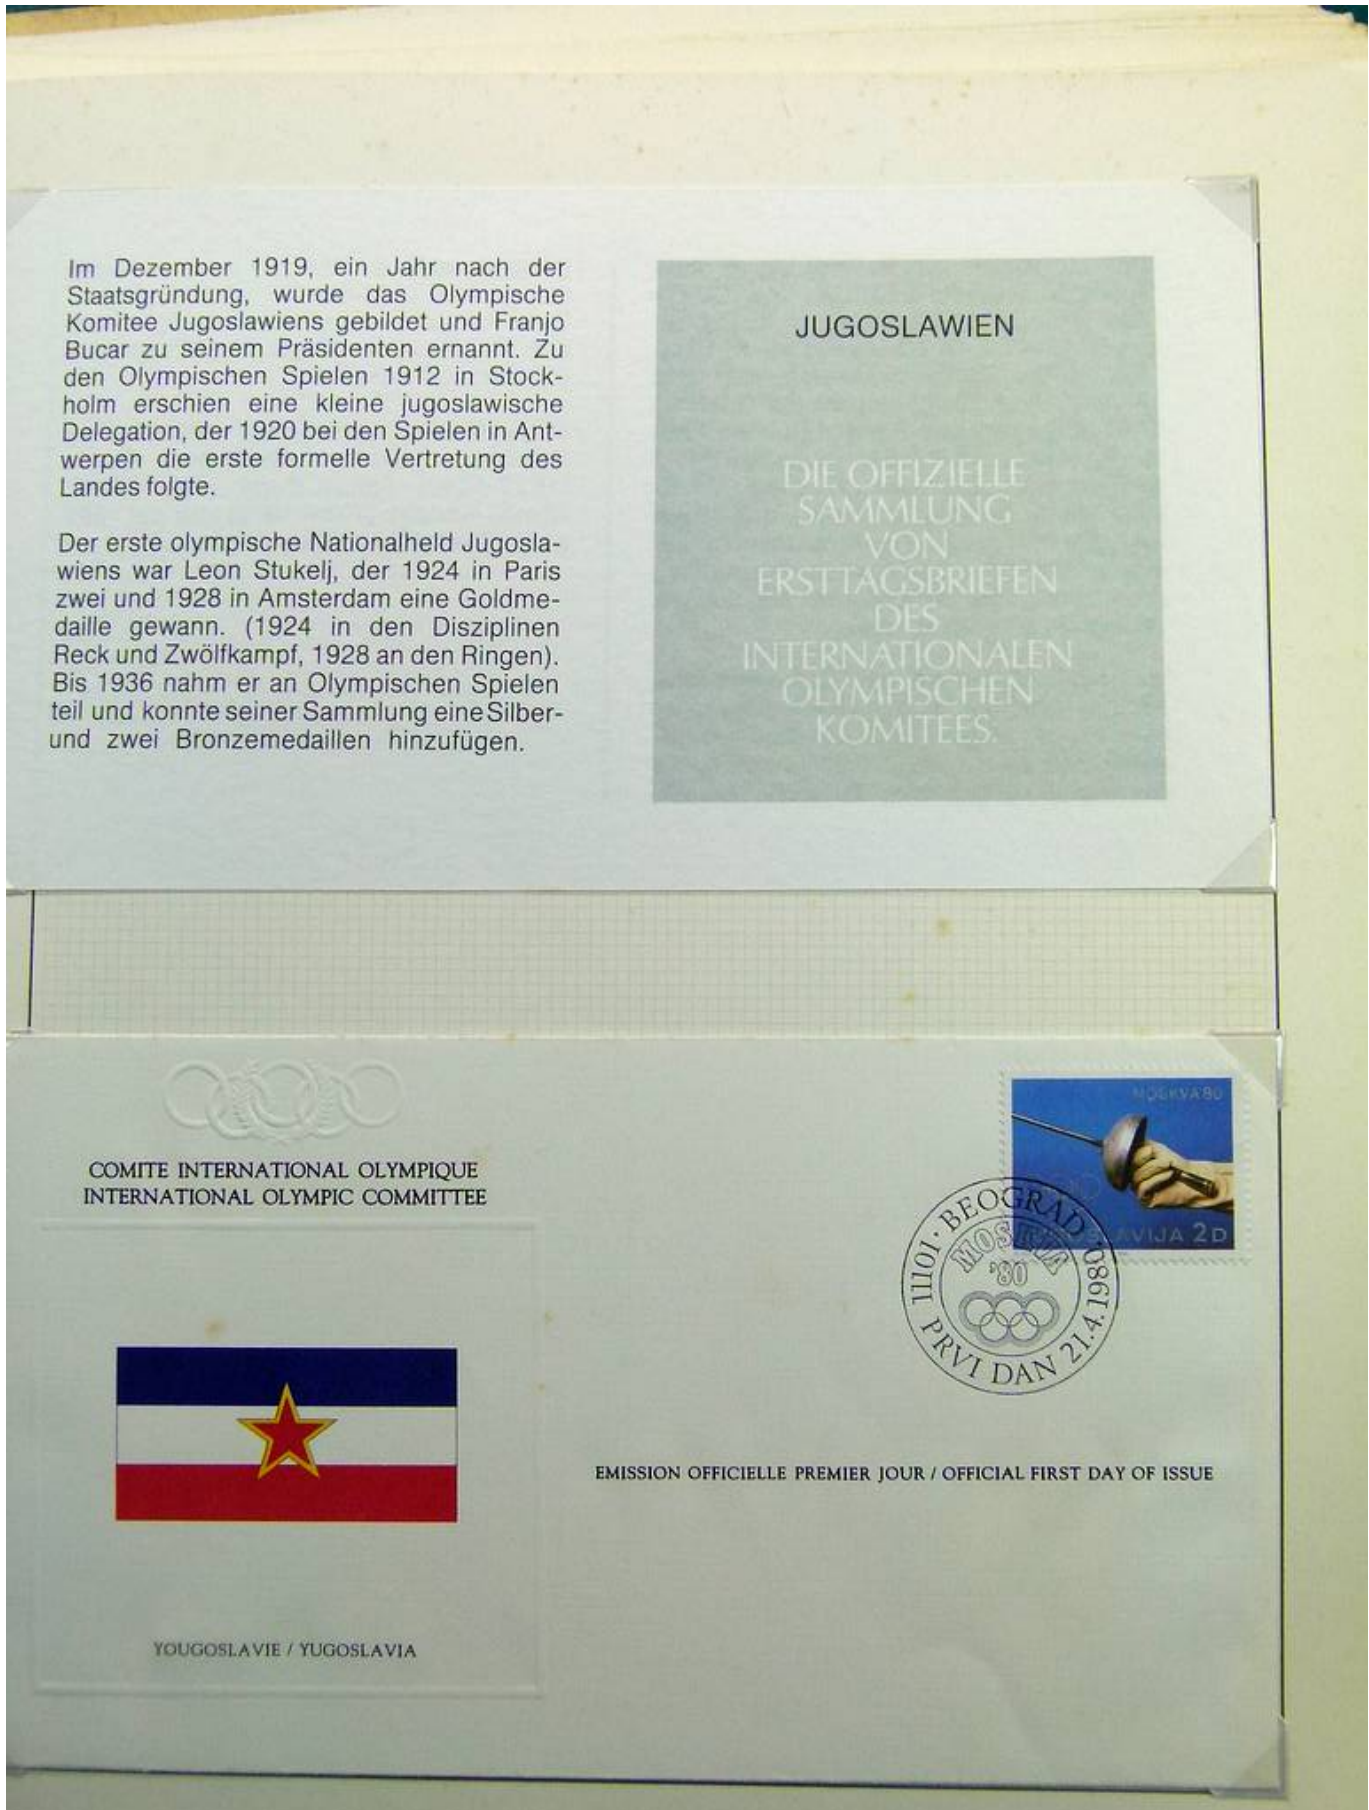 Im Dezember 1919, ein Jahr nach der
Staatsgründung, wurde das Olympische
Komitee Jugoslawiens gebildet und Franjo
Bucar zu seinem Präsidenten ernannt. Zu
den Olympischen Spielen 1912 in Stock-
holm erschien eine kleine jugoslawische
Delegation, der 1920 bei den Spielen in Ant-
werpen die erste formelle Vertretung des
Landes folgte.
Der erste olympische Nationalheld Jugosla-
wiens war Leon Stukelj, der 1924 in Paris
zwei und 1928 in Amsterdam eine Goldme-
daille gewann. (1924 in den Disziplinen
Reck und Zwölfkampf, 1928 an den Ringen).
Bis 1936 nahm er an Olympischen Spielen
teil und konnte seiner Sammlung eine Silber-
und zwei Bronzemedaillen hinzufügen.
JUGOSLAWIEN
DIE OFFIZIELLE
SAMMLUNG
VON
ERSTTAGSBRIEFEN
DES
INTERNATIONALEN
OLYMPISCHEN
KOMITEES.
COMITE INTERNATIONAL OLYMPIQUE
INTERNATIONAL OLYMPIC COMMITTEE
YOUGOSLAVIE / YUGOSLAVIA
MOSKVA 80
2D
11101 · BEOGRAD
MOSKVA
'80
PRVI DAN 21.4.1980.
EMISSION OFFICIELLE PREMIER JOUR / OFFICIAL FIRST DAY OF ISSUE